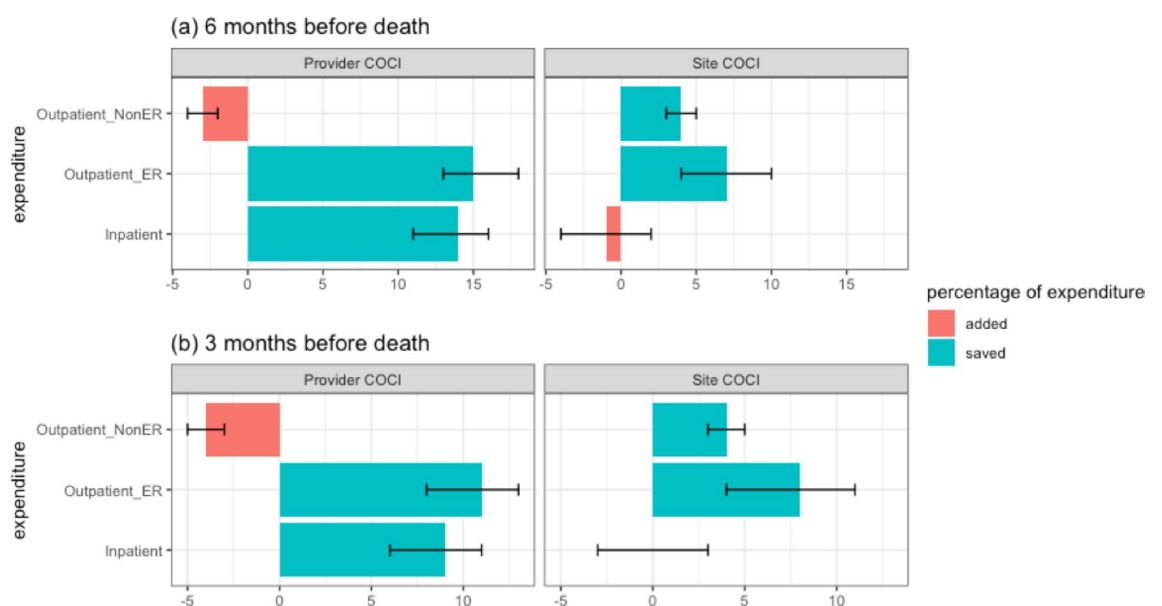 (a) 6 months before death
Provider COCI
Site COCI
expenditure
Outpatient_NonER
Outpatient_ER
Inpatient
-5 0 5 10 15
-5 0 5 10 15
percentage of expenditure
added
saved
(b) 3 months before death
Provider COCI
Site COCI
expenditure
Outpatient_NonER
Outpatient_ER
Inpatient
-5 0 5 10
-5 0 5 10